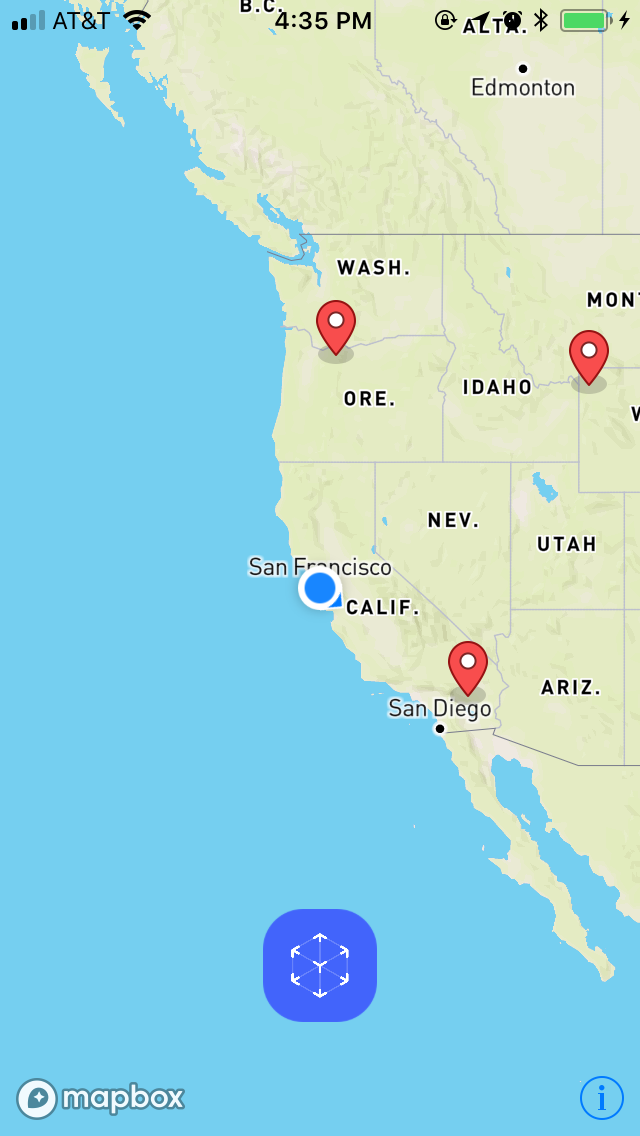 B.C.
AT&T 4:35 PM
ALTA.
Edmonton
WASH.
MONT
ORE.
IDAHO
W
NEV.
UTAH
San Francisco
CALIF.
ARIZ.
San Diego
mapbox
i